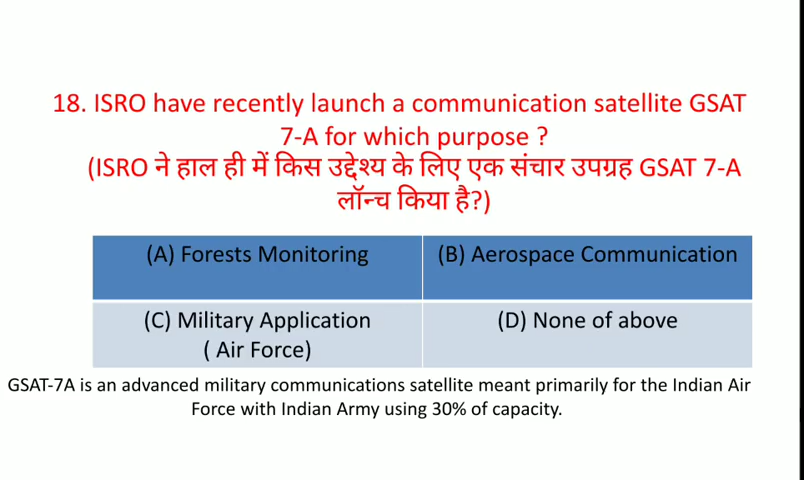 18. ISRO have recently launch a communication satellite GSAT
7-A for which purpose ?
(ISRO ने हाल ही में किस उद्देश्य के लिए एक संचार उपग्रह GSAT 7-A
लॉन्च किया है?)
(A) Forests Monitoring
(B) Aerospace Communication
(C) Military Application
( Air Force)
(D) None of above
GSAT-7A is an advanced military communications satellite meant primarily for the Indian Air
Force with Indian Army using 30% of capacity.